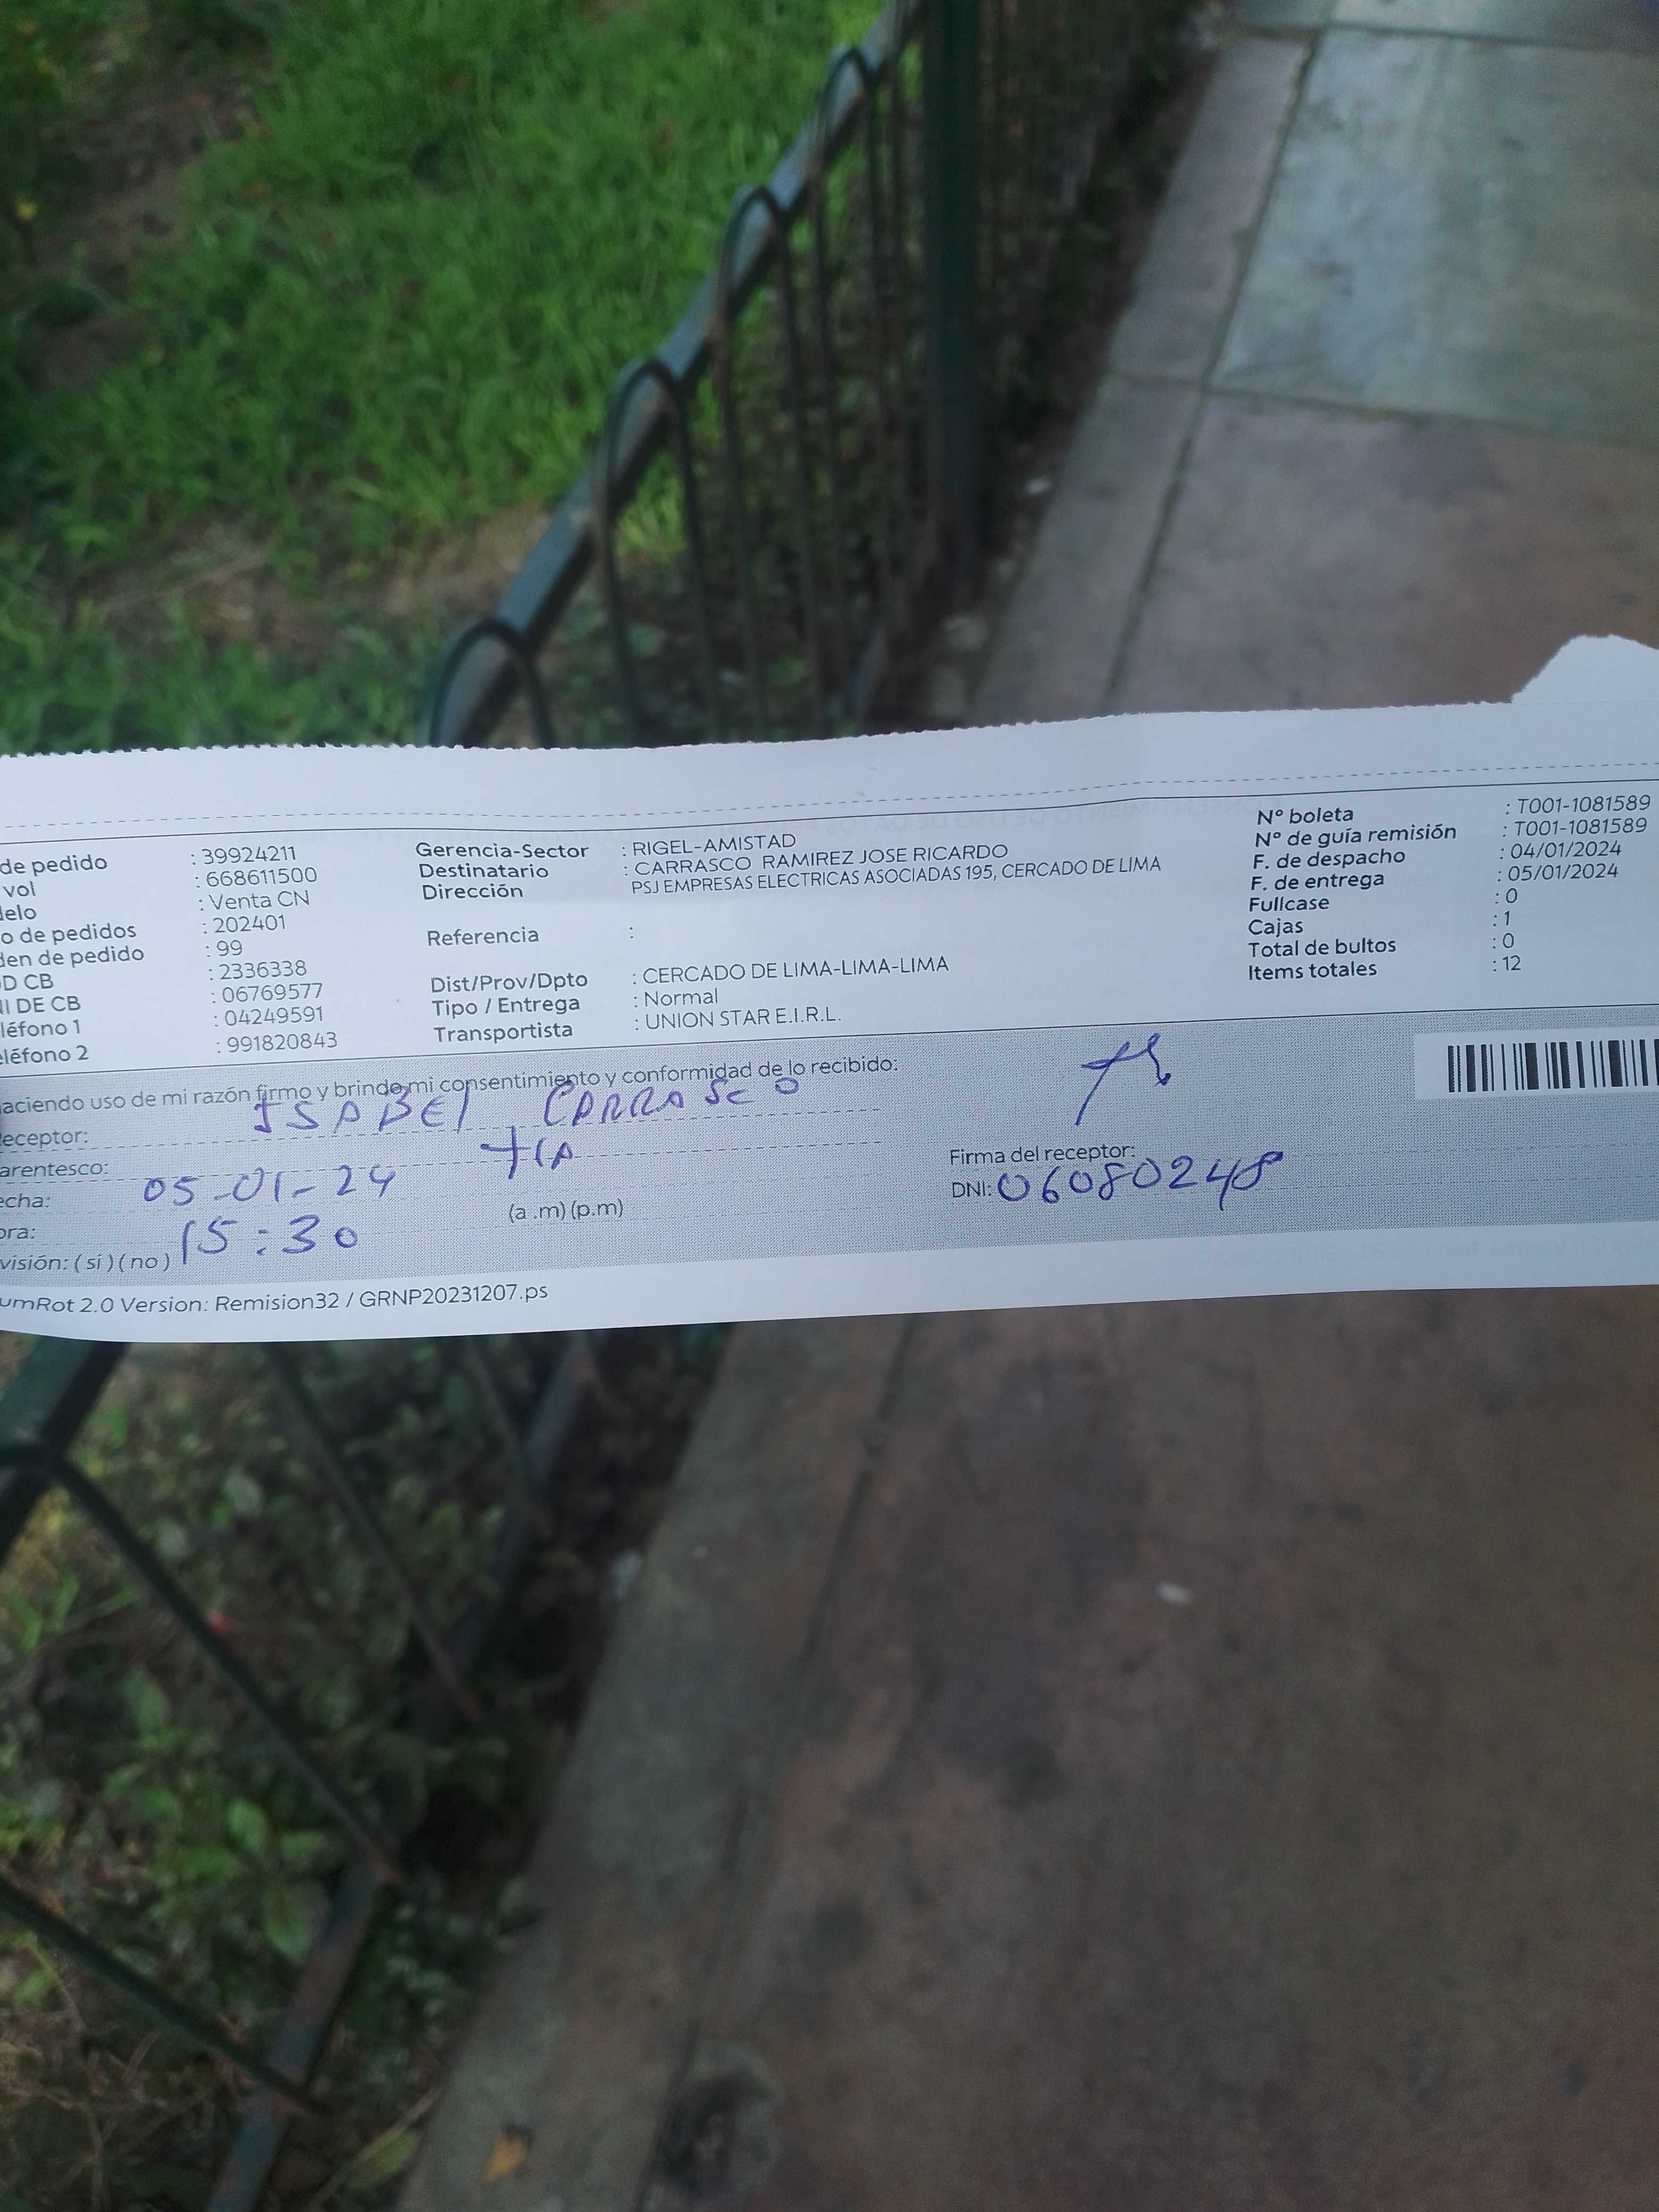 de pedido : 39924211
vol : 668611500
delo : Venta CN
o de pedidos : 202401
den de pedido : 99
D CB : 2336338
NI DE CB : 06769577
léfono 1 : 04249591
eléfono 2 : 991820843
Gerencia-Sector : RIGEL-AMISTAD
Destinatario : CARRASCO RAMIREZ JOSE RICARDO
Dirección PSJ EMPRESAS ELECTRICAS ASOCIADAS 195, CERCADO DE LIMA
Referencia :
Dist/Prov/Dpto : CERCADO DE LIMA-LIMA-LIMA
Tipo / Entrega : Normal
Transportista : UNION STAR E.I.R.L.
Nº boleta : T001-1081589
Nº de guía remisión : T001-1081589
F. de despacho : 04/01/2024
F. de entrega : 05/01/2024
Fullcase : 0
Cajas : 1
Total de bultos : 0
Items totales : 12
aciendo uso de mi razón firmo y brindo mi consentimiento y conformidad de lo recibido:
eceptor: ISABEL CARRASCO
arentesco: TIA
echa: 05-01-24
ora: 15:30 (a .m) (p.m)
visión: ( si ) ( no )
Firma del receptor:
DNI: 06080248
umRot 2.0 Version: Remision32 / GRNP20231207.ps